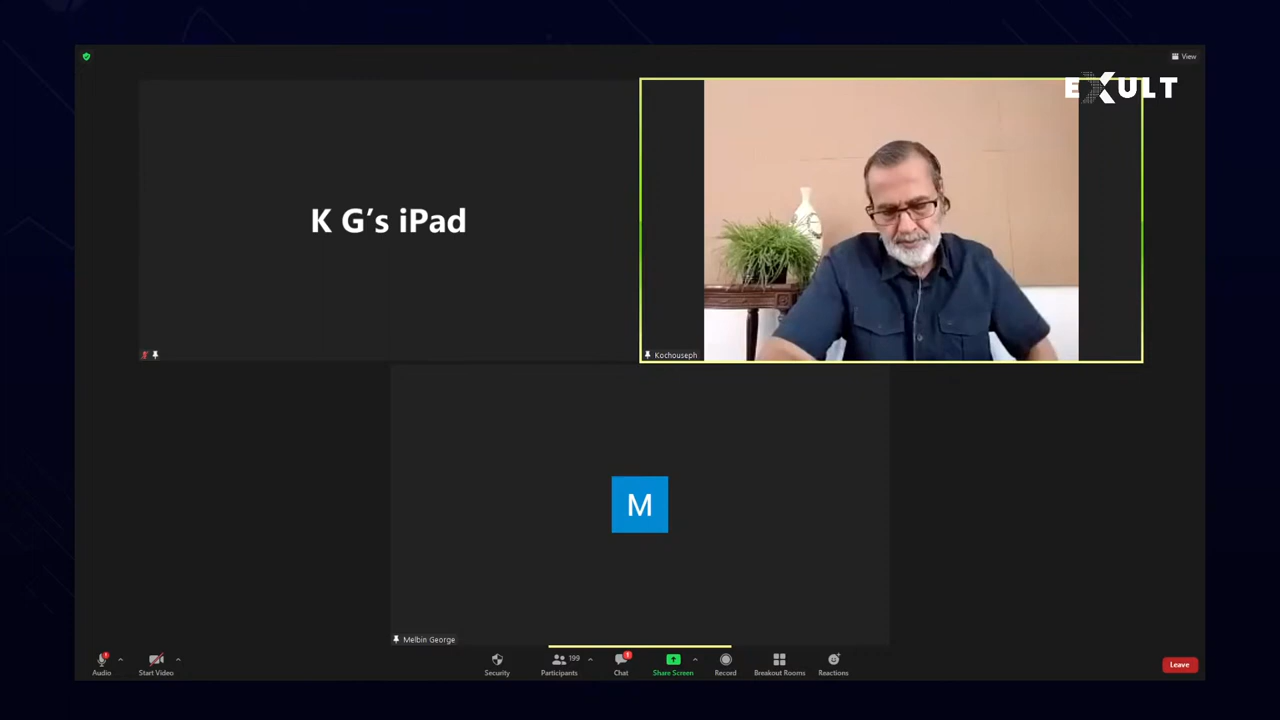 View
EXULT
K G's iPad
Kochouseph
M
Melbin George
Audio
Start Video
Security
199
Participants
Chat
Share Screen
Record
Breakout Rooms
Reactions
Leave